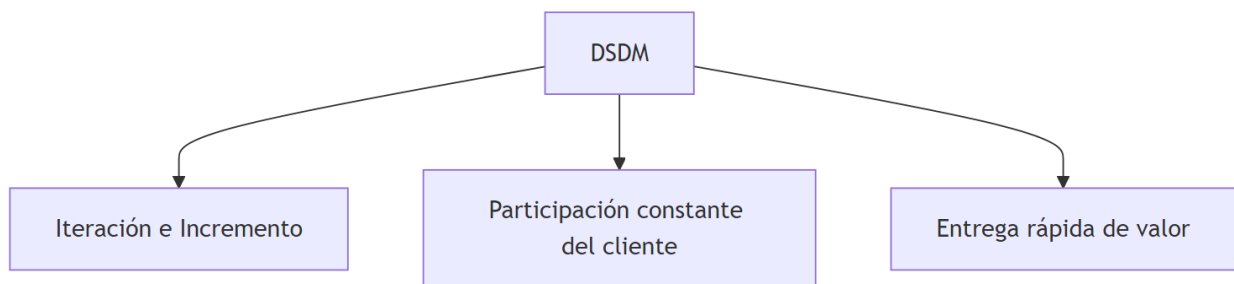 DSDM
Iteración e Incremento
Participación constante
del cliente
Entrega rápida de valor